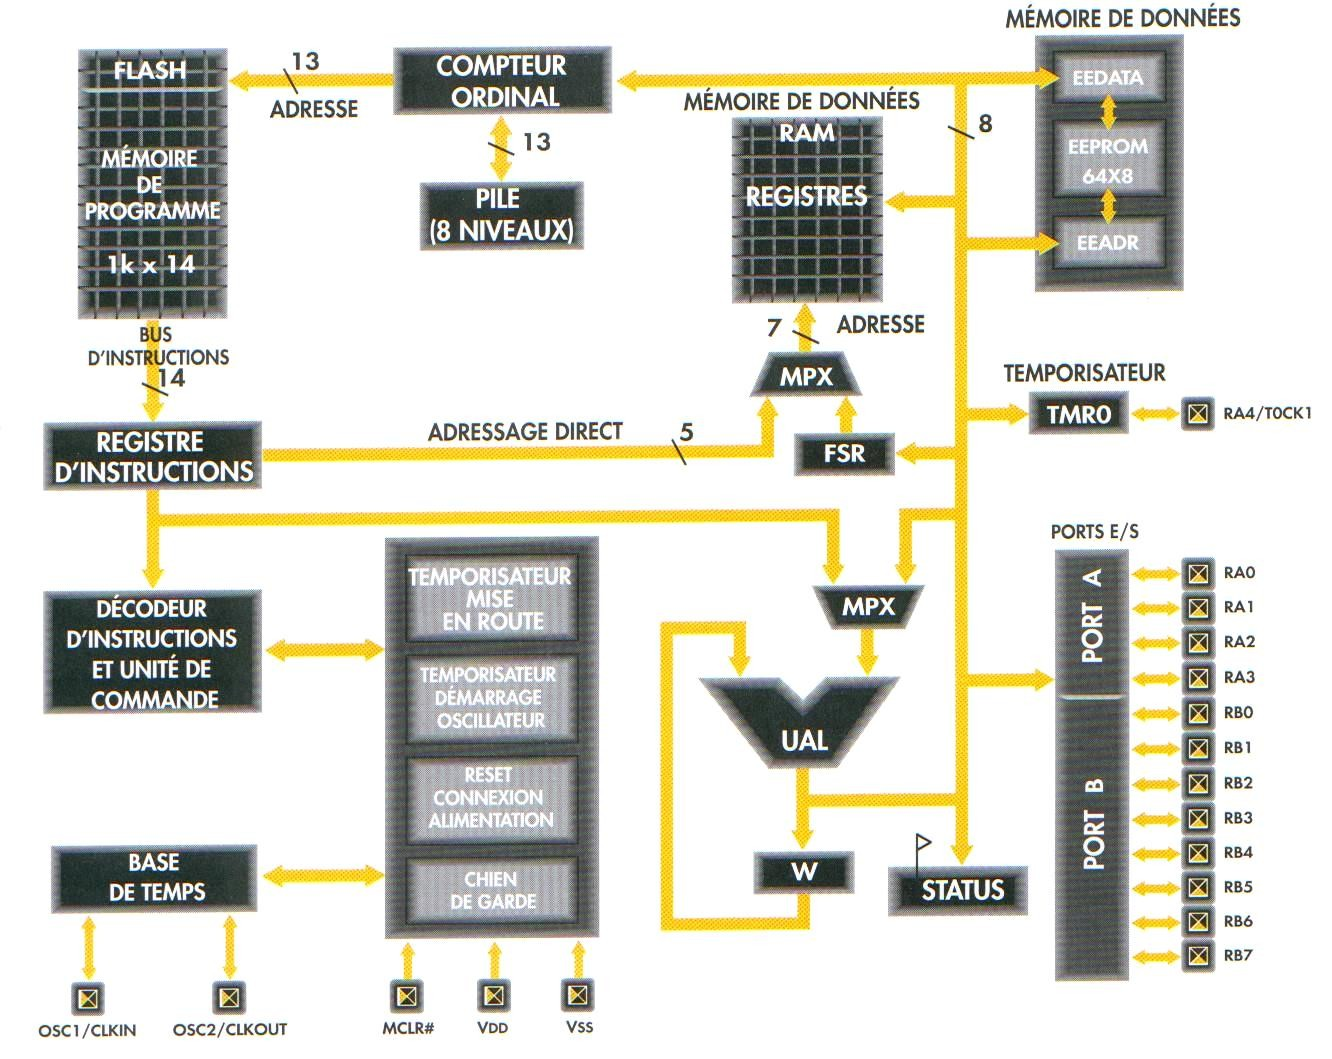 MÉMOIRE DE DONNÉES
FLASH
13
ADRESSE
COMPTEUR
ORDINAL
MÉMOIRE DE DONNÉES
EEDATA
8
RAM
13
EEPROM
64X8
MÉMOIRE
DE
PROGRAMME
1k x 14
PILE
(8 NIVEAUX)
REGISTRES
EEADR
BUS
D'INSTRUCTIONS
14
7
ADRESSE
MPX
TEMPORISATEUR
TMR0
RA4/T0CK1
REGISTRE
D'INSTRUCTIONS
ADRESSAGE DIRECT
5
FSR
PORTS E/S
TEMPORISATEUR
MISE
EN ROUTE
DÉCODEUR
D'INSTRUCTIONS
ET UNITÉ DE
COMMANDE
MPX
PORT A
RA0
RA1
RA2
RA3
TEMPORISATEUR
DÉMARRAGE
OSCILLATEUR
UAL
PORT B
RB0
RB1
RB2
RB3
RB4
RB5
RB6
RB7
RESET
CONNEXION
ALIMENTATION
BASE
DE TEMPS
CHIEN
DE GARDE
W
STATUS
OSC1/CLKIN
OSC2/CLKOUT
MCLR#
VDD
VSS